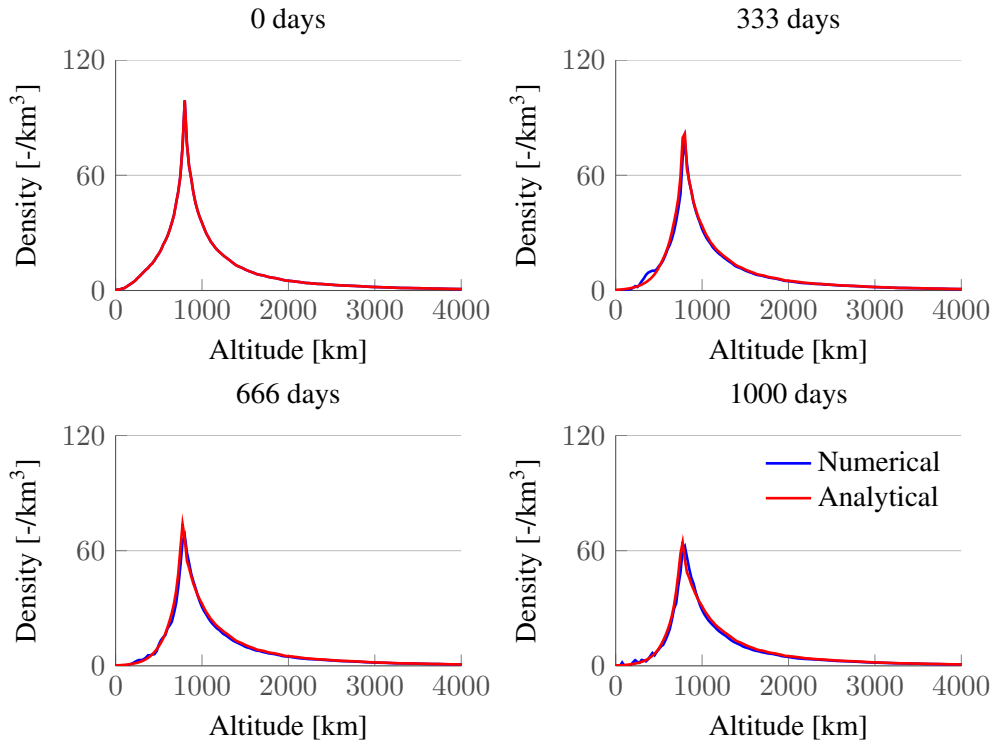 0 days
120
60
0
Density [-/km³]
0 1000 2000 3000 4000
Altitude [km]
333 days
120
60
0
Density [-/km³]
0 1000 2000 3000 4000
Altitude [km]
666 days
120
60
0
Density [-/km³]
0 1000 2000 3000 4000
Altitude [km]
1000 days
120
60
0
Density [-/km³]
Numerical
Analytical
0 1000 2000 3000 4000
Altitude [km]